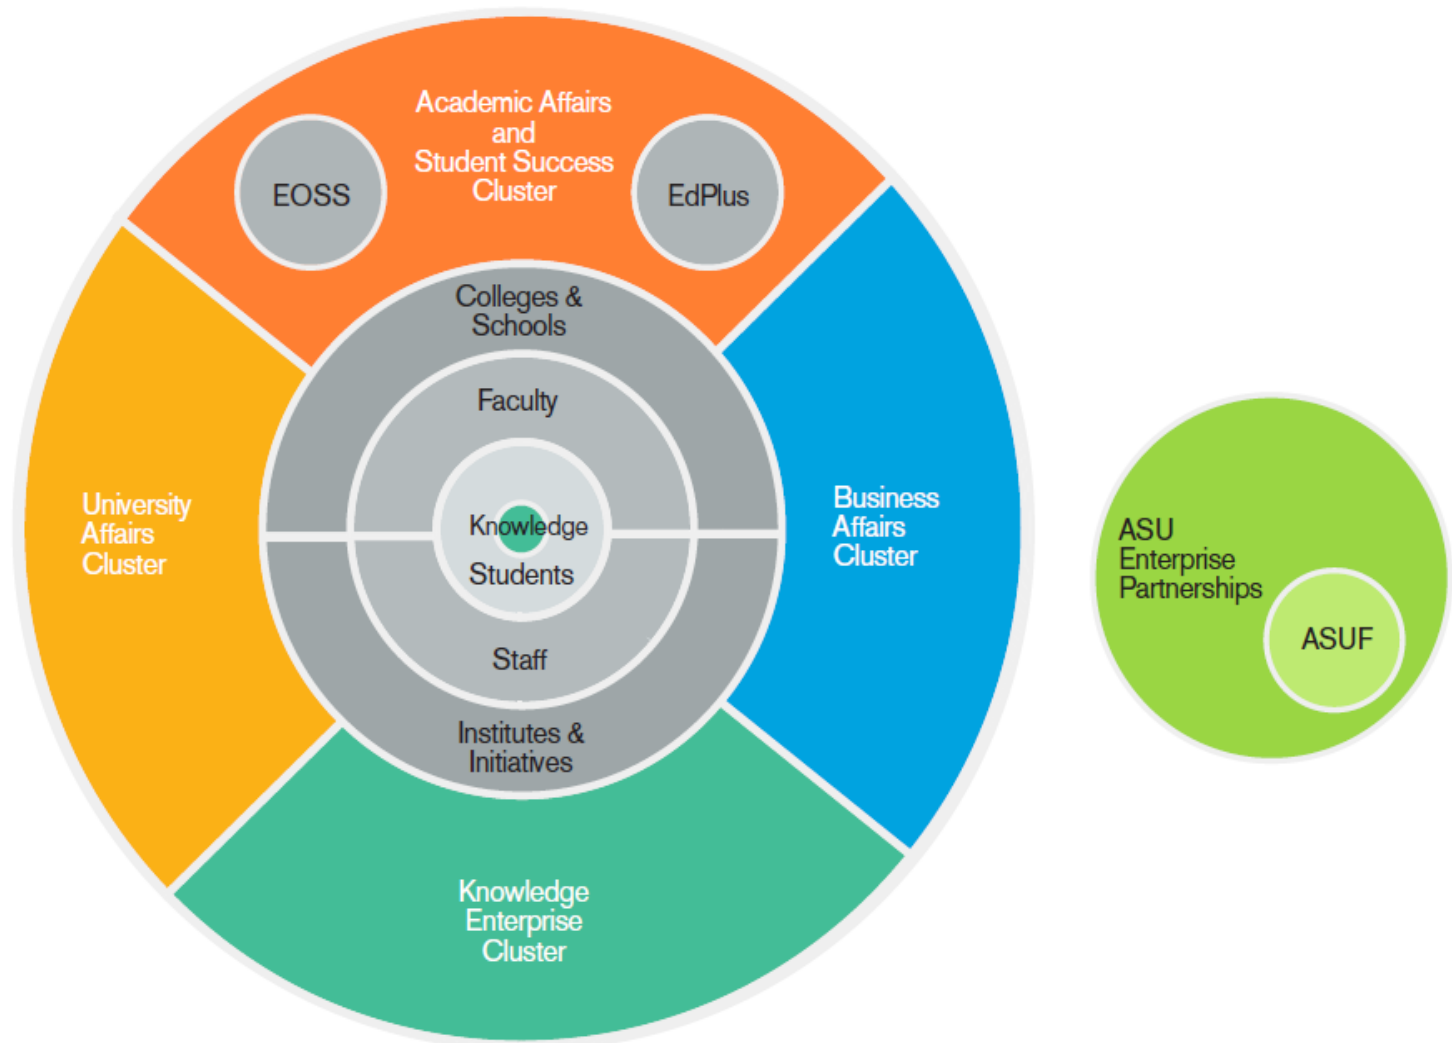 Academic Affairs
and
Student Success
Cluster
EOSS
EdPlus
Colleges &
Schools
Faculty
Knowledge
Students
Staff
Institutes &
Initiatives
University
Affairs
Cluster
Business
Affairs
Cluster
Knowledge
Enterprise
Cluster
ASU
Enterprise
Partnerships
ASUF